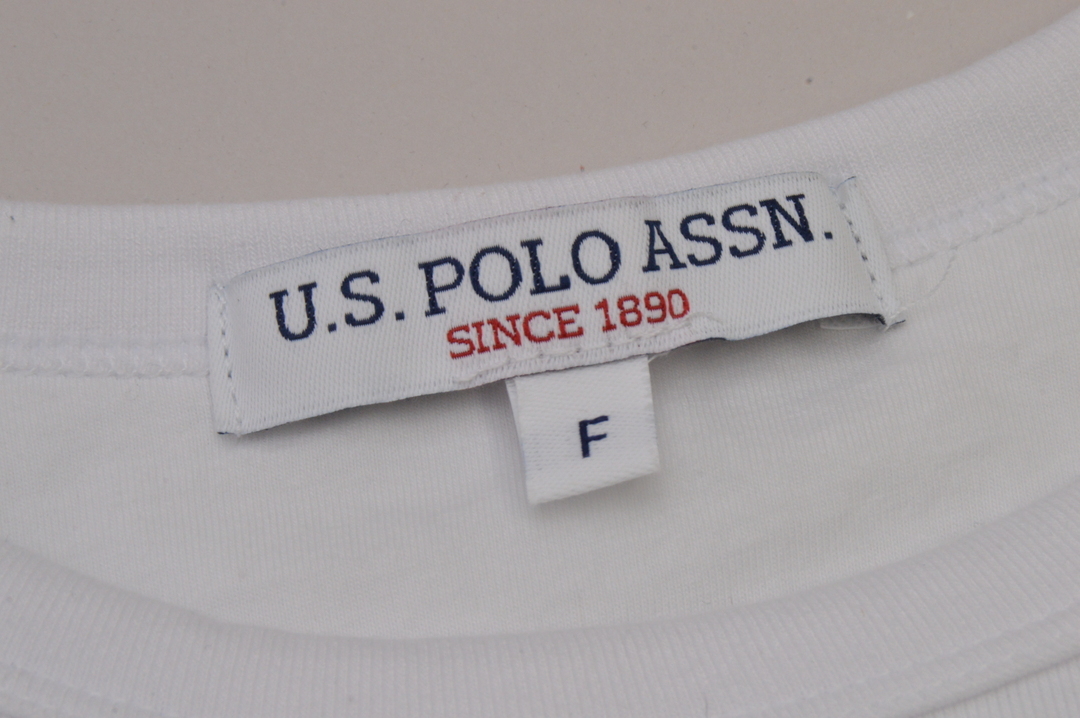 U.S. POLO ASSN.
SINCE 1890
F